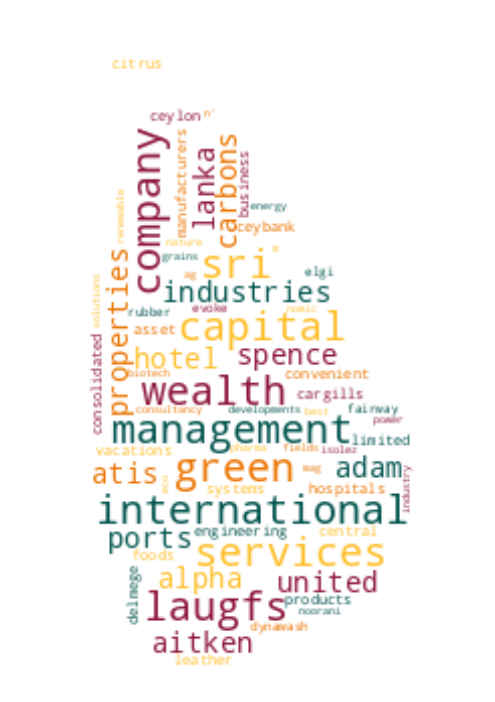 citrus
ceylon
n'
company
manufacturers
lanka
carbons
business
energy
ceybank
renewable
nature
grains
ag
sri
elgi
properties
industries
solutions
rubber
evoke
nomic
asset
capital
consolidated
hotel
spence
biotech
convenient
wealth
cargills
consultancy
developments
best
fairway
power
management
limited
vacations
pharma
fields
isolez
atis
green
mag
adam
eco
systems
hospitals
industry
international
ports
engineering
central
foods
services
delmege
alpha
united
laugfs
products
noorani
dynawash
aitken
leather